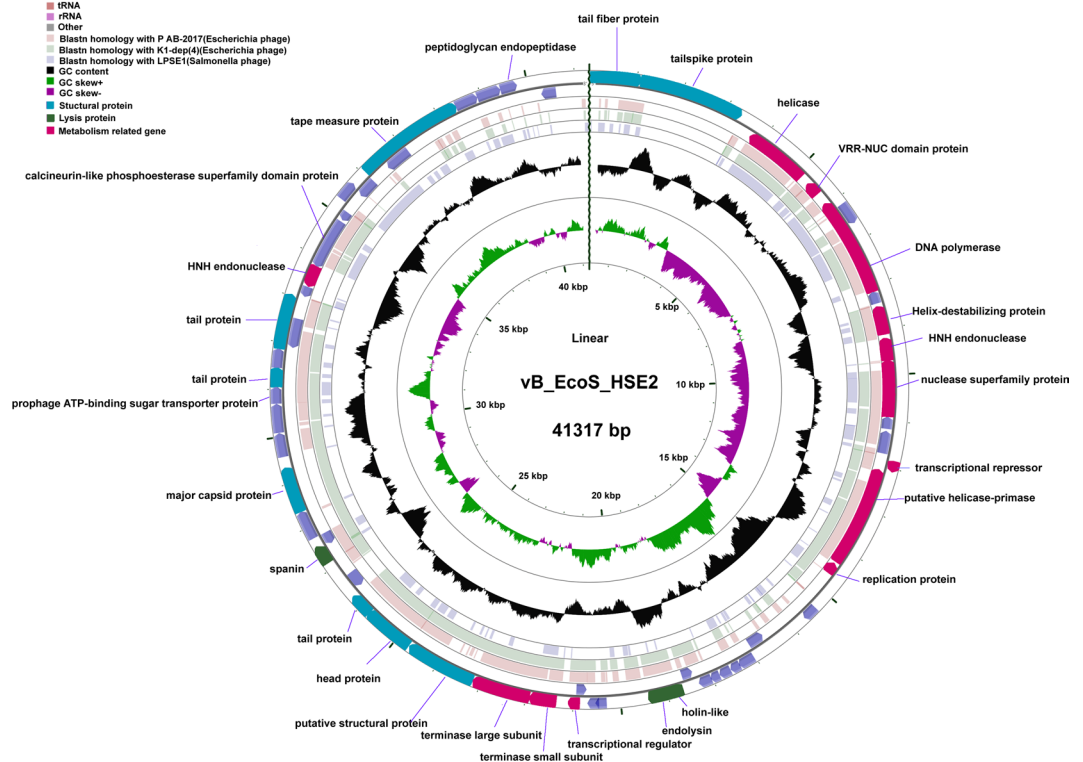 tRNA
rRNA
Other
Blastn homology with P AB-2017(Escherichia phage)
Blastn homology with K1-dep(4)(Escherichia phage)
Blastn homology with LPSE1(Salmonella phage)
GC content
GC skew+
GC skew-
Stuctural protein
Lysis protein
Metabolism related gene
tail fiber protein
peptidoglycan endopeptidase
tailspike protein
helicase
tape measure protein
VRR-NUC domain protein
calcineurin-like phosphoesterase superfamily domain protein
DNA polymerase
HNH endonuclease
Helix-destabilizing protein
tail protein
HNH endonuclease
tail protein
nuclease superfamily protein
prophage ATP-binding sugar transporter protein
transcriptional repressor
major capsid protein
putative helicase-primase
spanin
replication protein
tail protein
head protein
holin-like
putative structural protein
endolysin
terminase large subunit
transcriptional regulator
terminase small subunit
40 kbp
5 kbp
35 kbp
Linear
vB_EcoS_HSE2
10 kbp
30 kbp
41317 bp
15 kbp
25 kbp
20 kbp